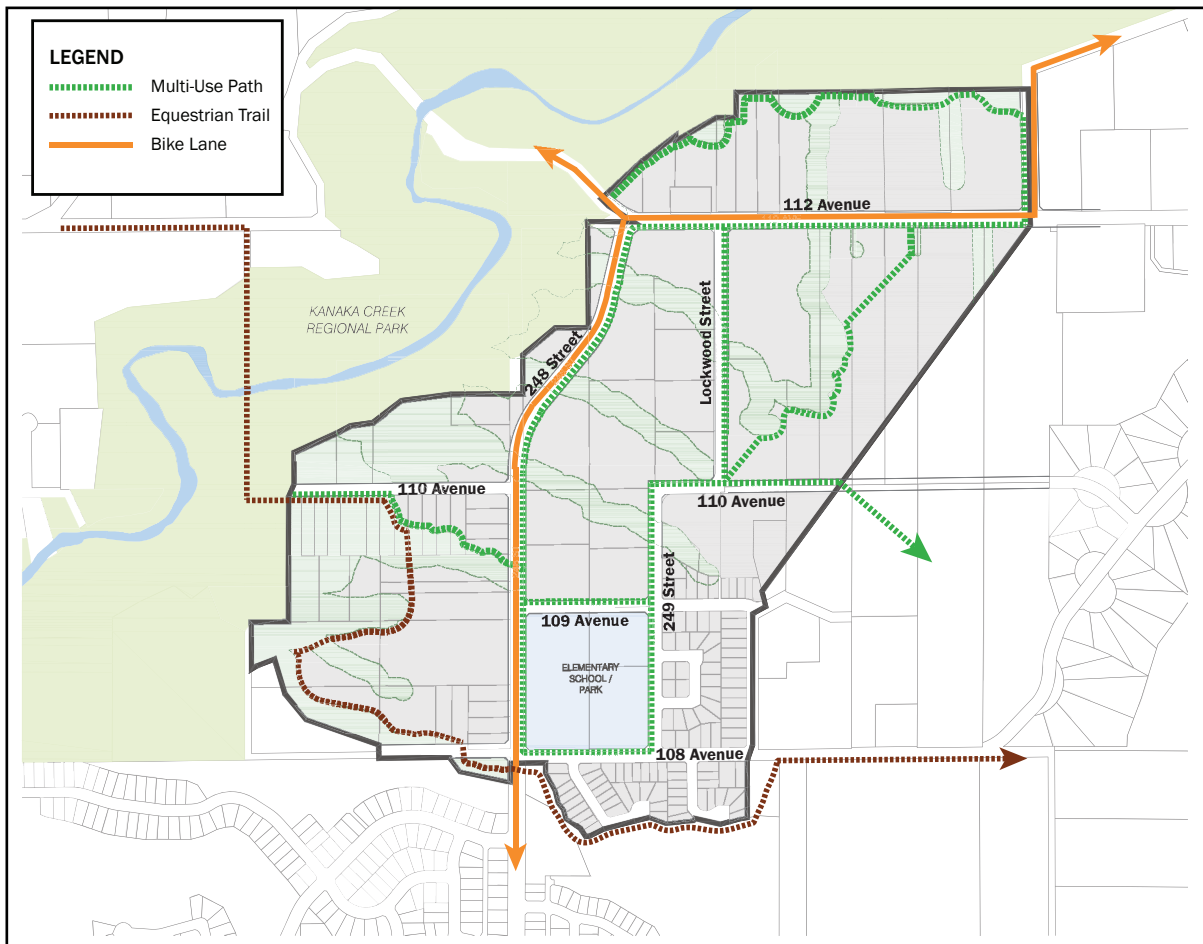 LEGEND
Multi-Use Path
Equestrian Trail
Bike Lane
112 Avenue
KANAKA CREEK
REGIONAL PARK
248 Street
Lockwood Street
110 Avenue
110 Avenue
249 Street
109 Avenue
ELEMENTARY
SCHOOL /
PARK
108 Avenue